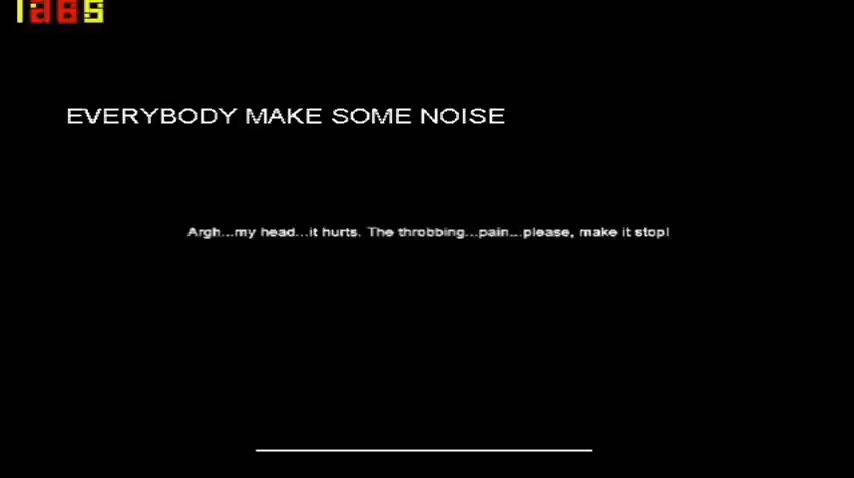 EVERYBODY MAKE SOME NOISE
Argh...my head...it hurts. The throbbing...pain...please, make it stop!